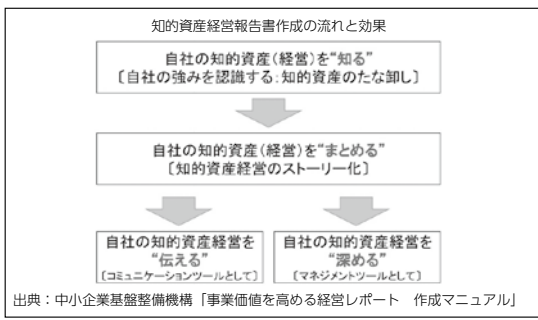 知的資産経営報告書作成の流れと効果
自社の知的資産(経営)を“知る”
〔自社の強みを認識する:知的資産のたな卸し〕
自社の知的資産(経営)を“まとめる”
〔知的資産経営のストーリー化〕
自社の知的資産経営を
“伝える”
〔コミュニケーションツールとして〕
自社の知的資産経営を
“深める”
〔マネジメントツールとして〕
出典：中小企業基盤整備機構「事業価値を高める経営レポート　作成マニュアル」